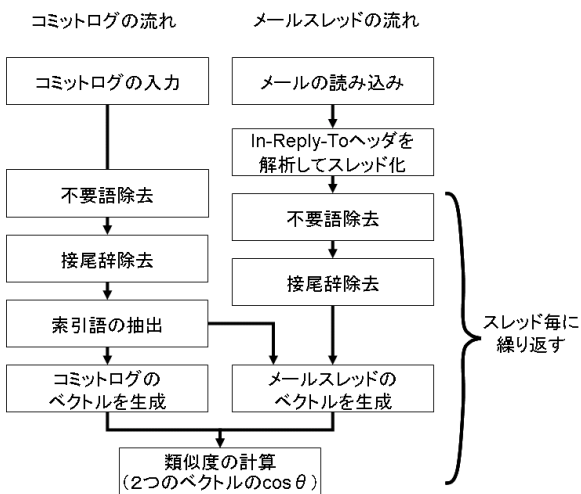 コミットログの流れ
メールスレッドの流れ
コミットログの入力
メールの読み込み
In-Reply-Toヘッダを
解析してスレッド化
不要語除去
不要語除去
接尾辞除去
接尾辞除去
索引語の抽出
スレッド毎に
繰り返す
コミットログの
ベクトルを生成
メールスレッドの
ベクトルを生成
類似度の計算
(2つのベクトルのcosθ)